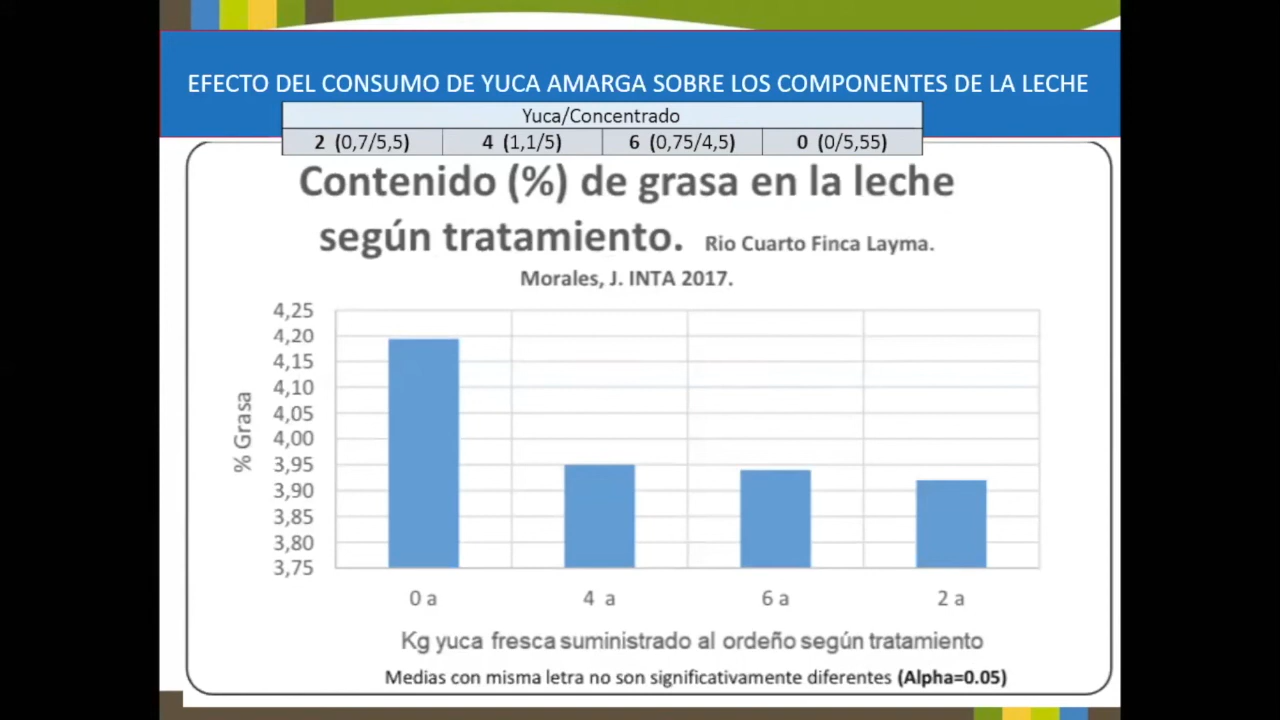 EFECTO DEL CONSUMO DE YUCA AMARGA SOBRE LOS COMPONENTES DE LA LECHE
Yuca/Concentrado
2 (0,7/5,5) 4 (1,1/5) 6 (0,75/4,5) 0 (0/5,55)
Contenido (%) de grasa en la leche
según tratamiento. Rio Cuarto Finca Layma.
Morales, J. INTA 2017.
4,25
4,20
4,15
4,10
4,05
4,00
3,95
3,90
3,85
3,80
3,75
% Grasa
0 a 4 a 6 a 2 a
Kg yuca fresca suministrado al ordeño según tratamiento
Medias con misma letra no son significativamente diferentes (Alpha=0.05)